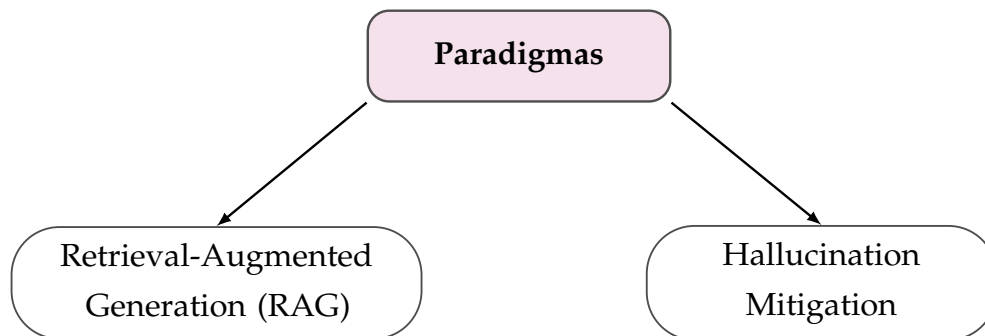 Paradigmas
Retrieval-Augmented
Generation (RAG)
Hallucination
Mitigation